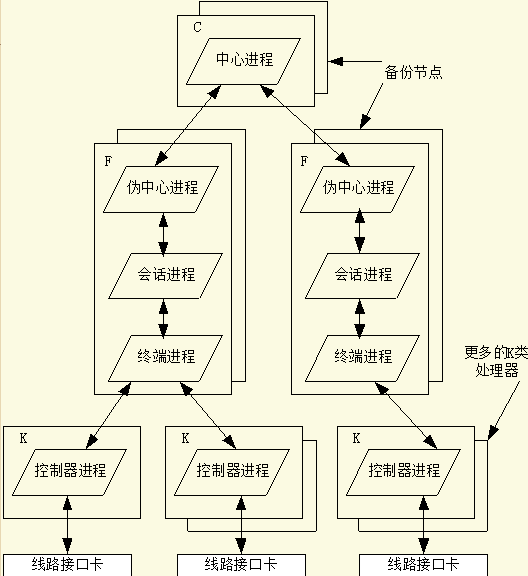 C
中心进程
备份节点
F
F
伪中心进程
伪中心进程
会话进程
会话进程
终端进程
终端进程
更多的K类
处理器
K
K
K
控制器进程
控制器进程
控制器进程
线路接口卡
线路接口卡
线路接口卡